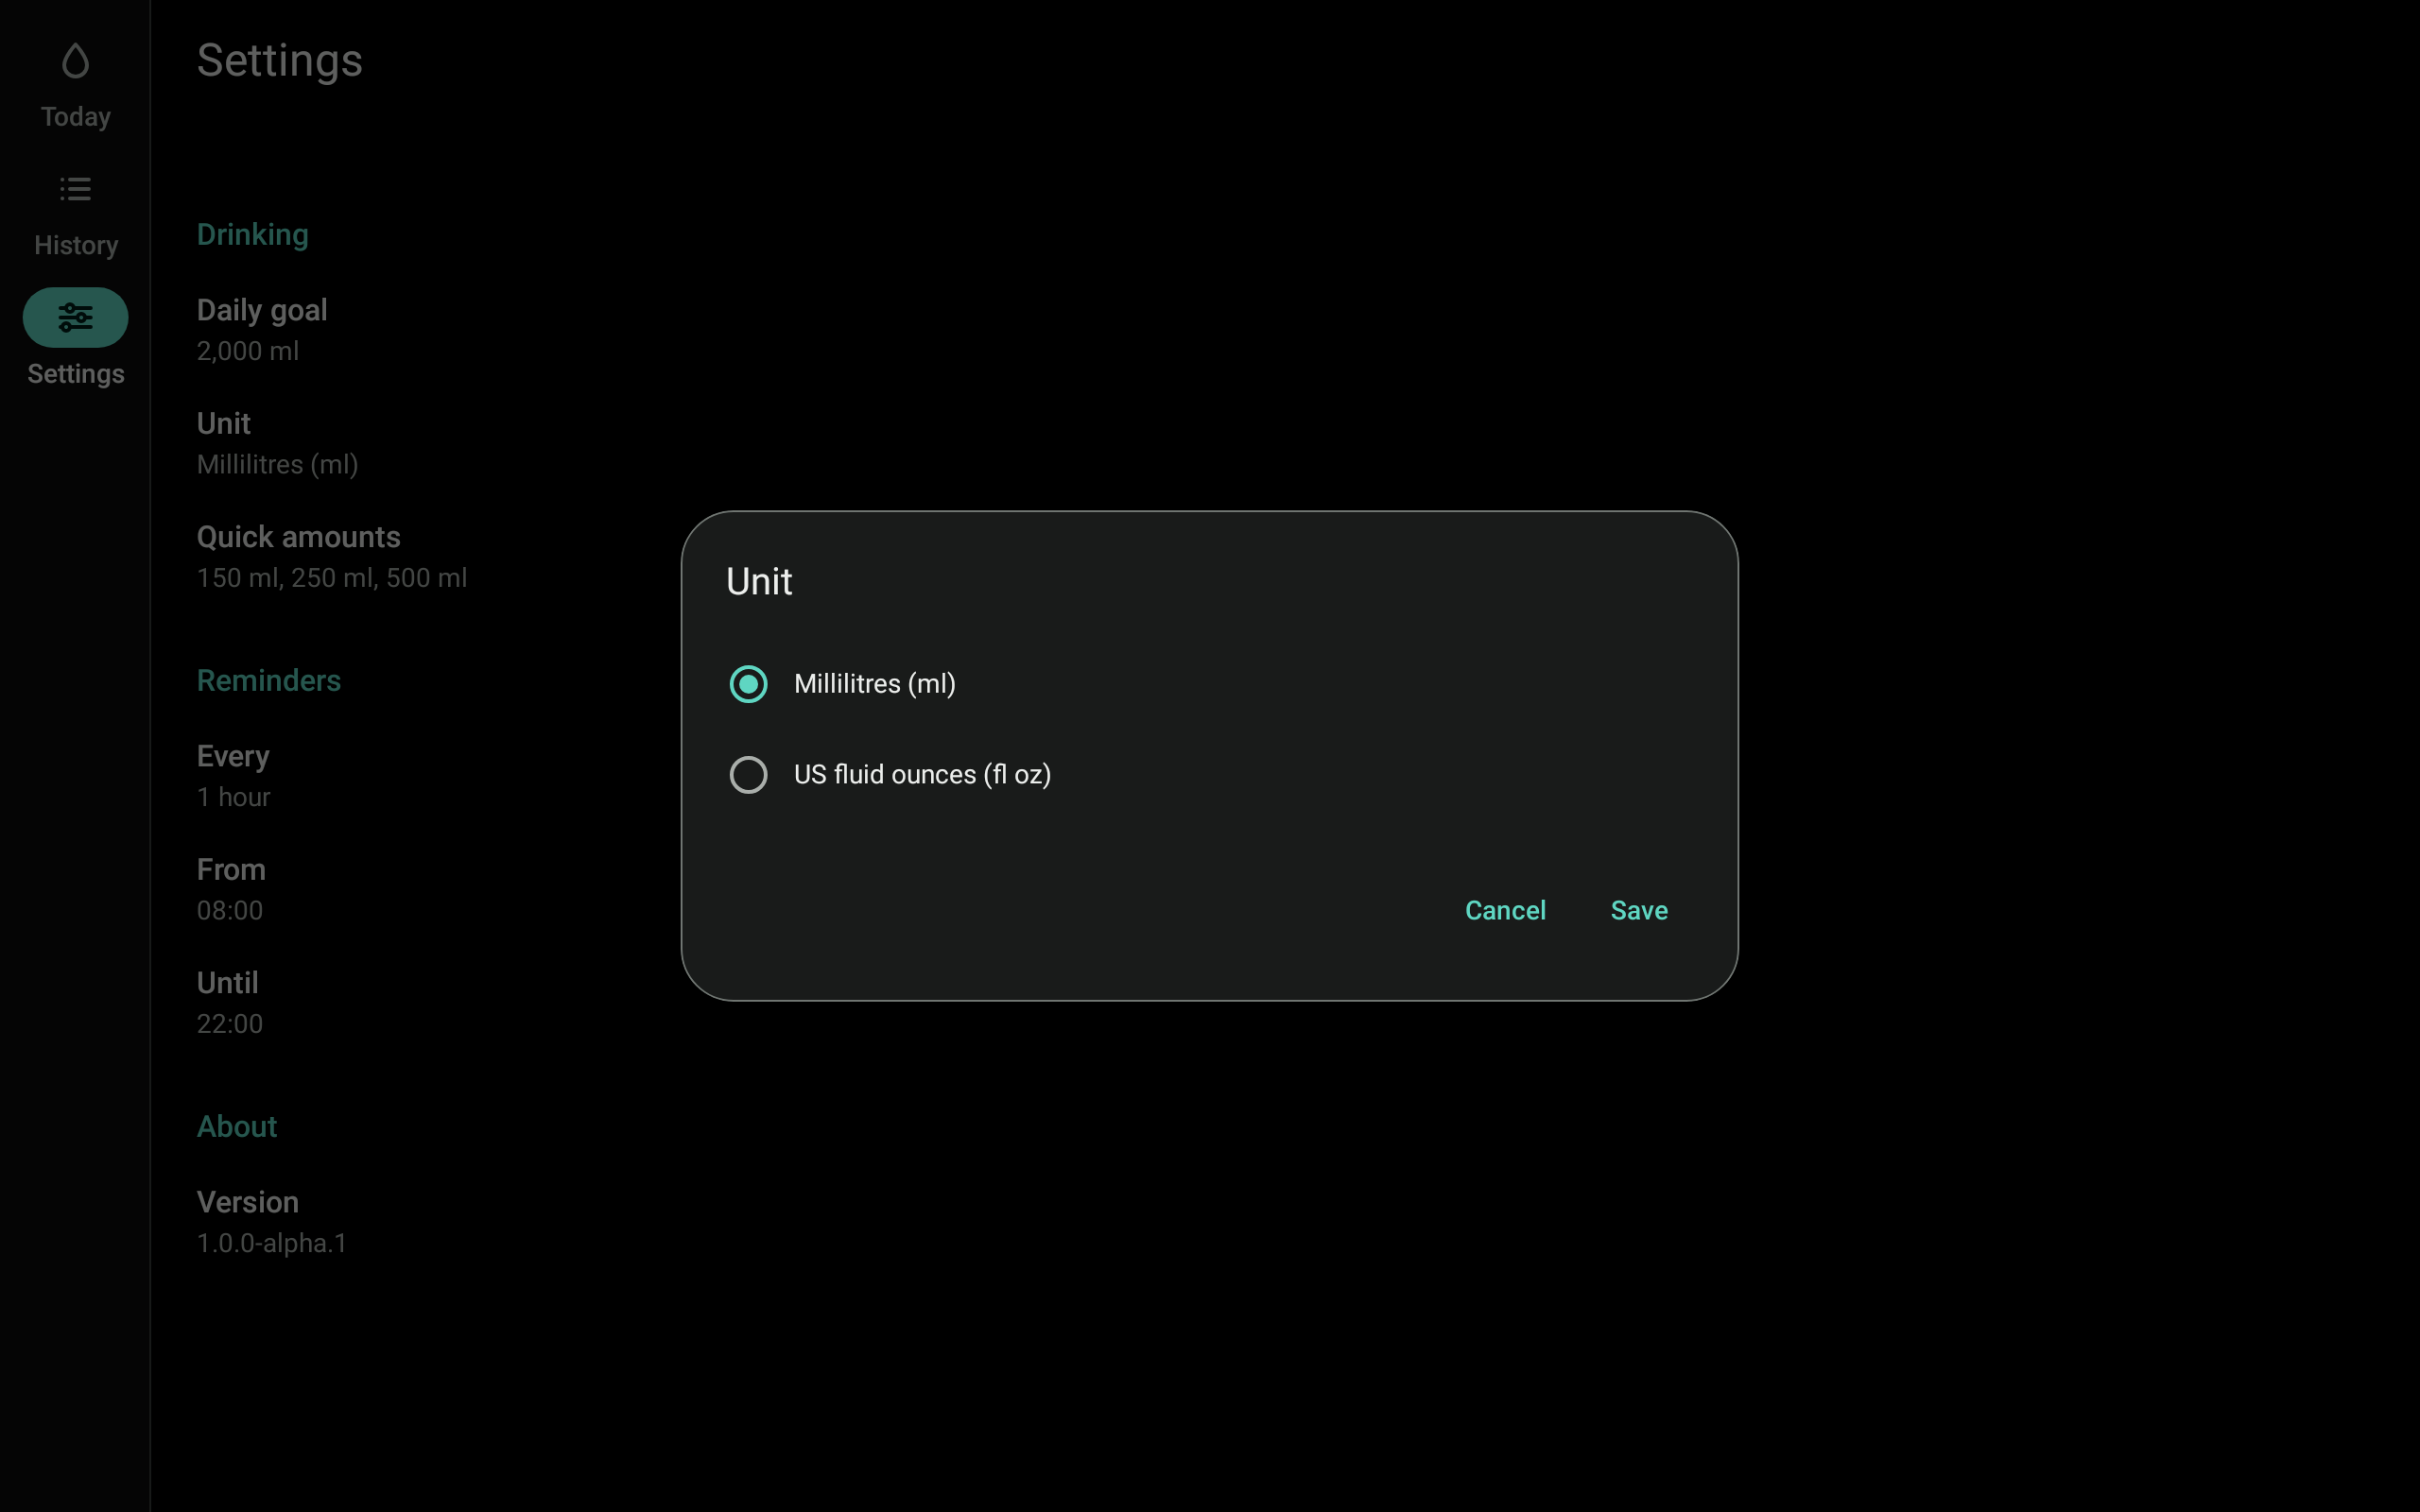 Today
History
Settings
Settings
Drinking
Daily goal
2,000 ml
Unit
Millilitres (ml)
Quick amounts
150 ml, 250 ml, 500 ml
Reminders
Every
1 hour
From
08:00
Until
22:00
About
Version
1.0.0-alpha.1
Unit
Millilitres (ml)
US fluid ounces (fl oz)
Cancel
Save